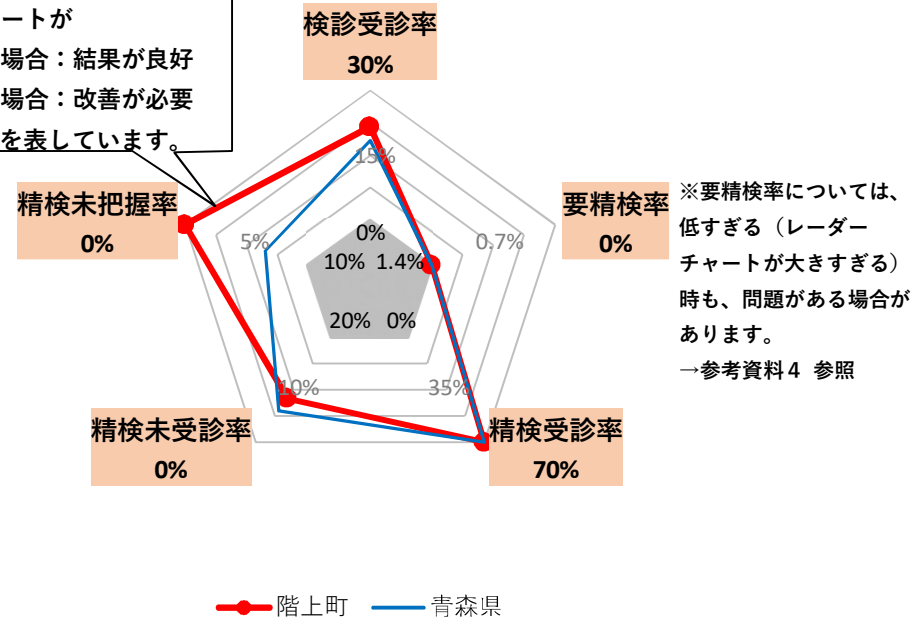 ートが
場合：結果が良好
場合：改善が必要
を表しています。
検診受診率
30%
15%
精検未把握率
0%
5%
要精検率
0%
0.7%
※要精検率については、
低すぎる（レーダー
チャートが大きすぎる）
時も、問題がある場合が
あります。
→参考資料４ 参照
0%
10% 1.4%
20% 0%
10%
35%
精検未受診率
0%
精検受診率
70%
階上町 青森県